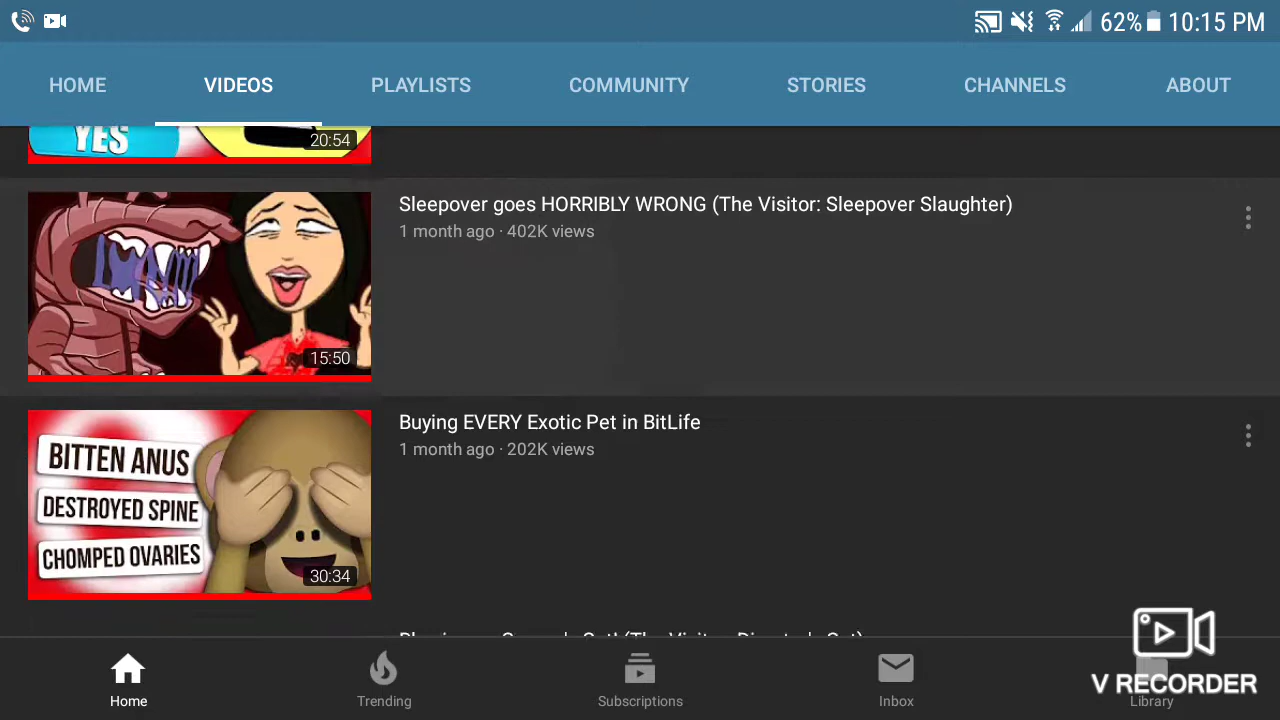 62% 10:15 PM
HOME VIDEOS PLAYLISTS COMMUNITY STORIES CHANNELS ABOUT
YES
20:54
Sleepover goes HORRIBLY WRONG (The Visitor: Sleepover Slaughter)
1 month ago · 402K views
15:50
Buying EVERY Exotic Pet in BitLife
1 month ago · 202K views
BITTEN ANUS
DESTROYED SPINE
CHOMPED OVARIES
30:34
V RECORDER
Home Trending Subscriptions Inbox Library